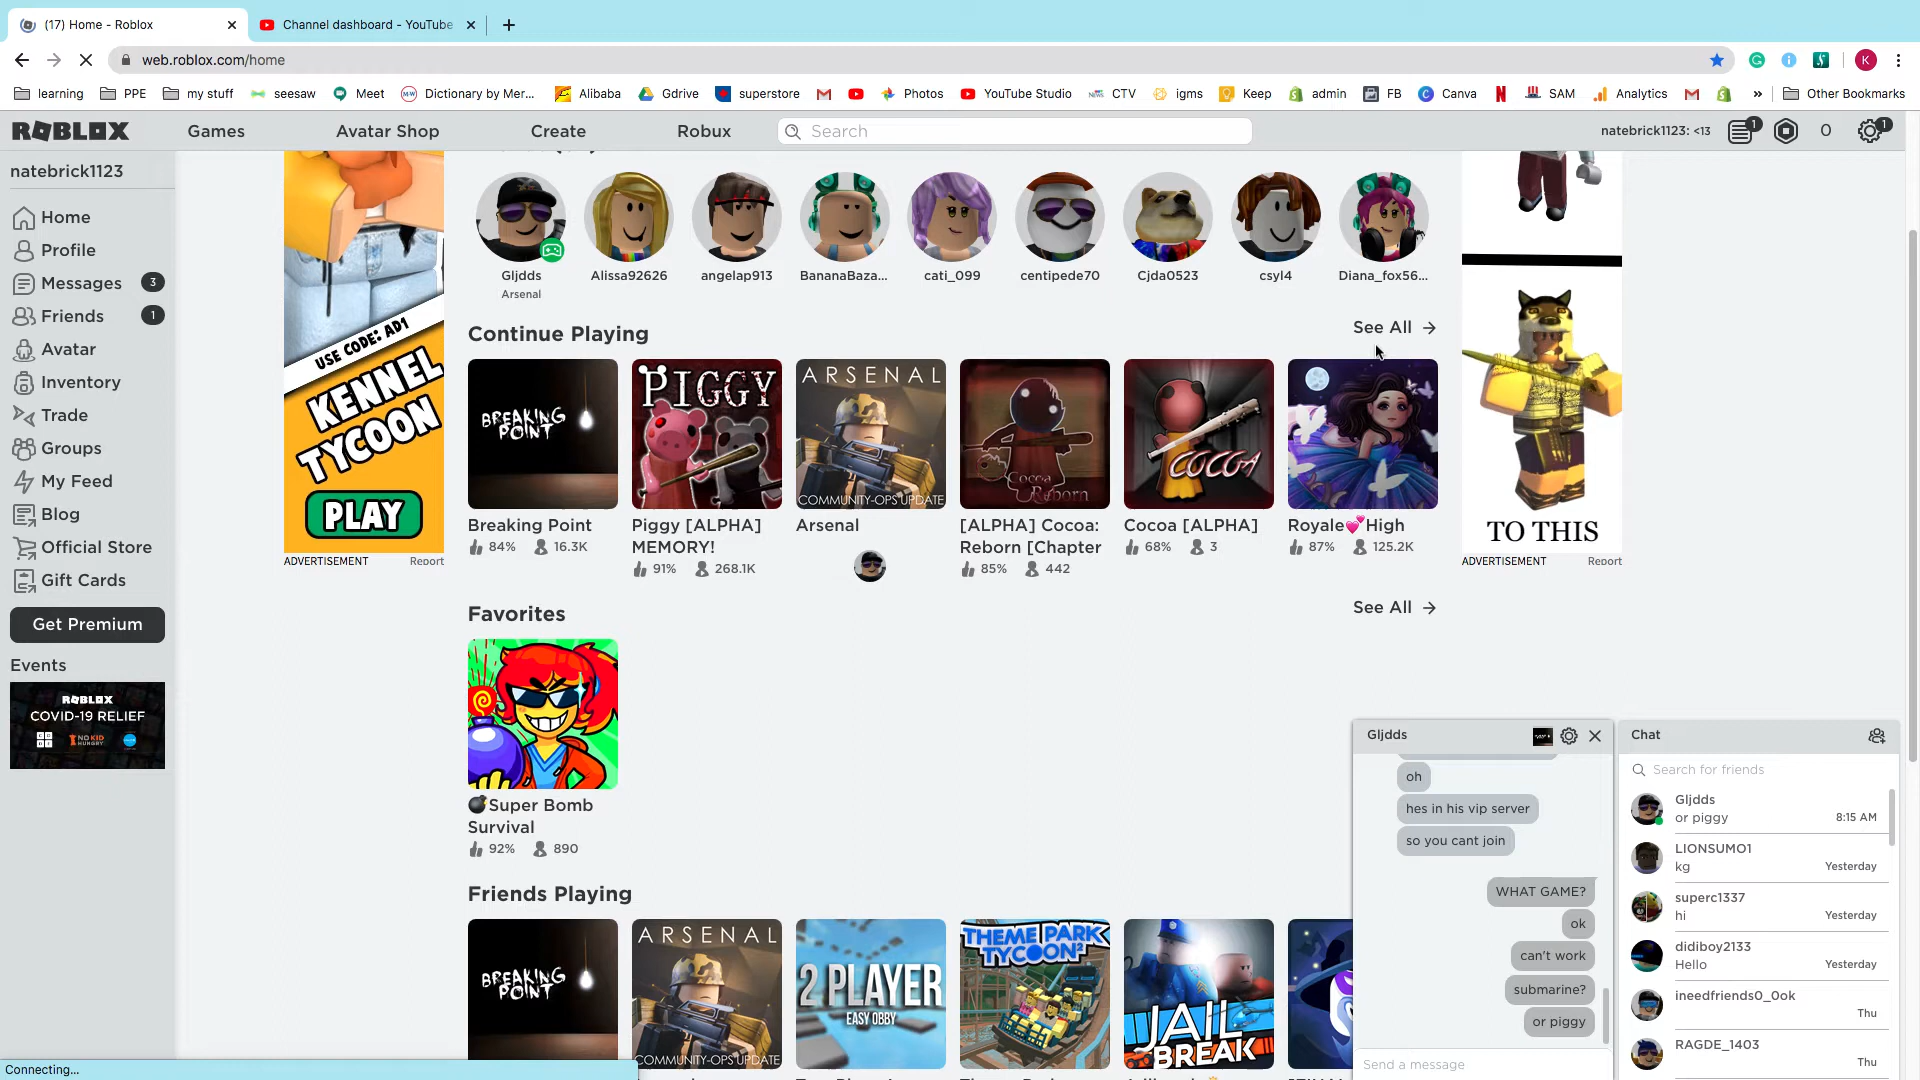 (17) Home - Roblox
Channel dashboard - YouTube
web.roblox.com/home
K
learning
PPE
my stuff
seesaw
Meet
Dictionary by Mer...
Alibaba
Gdrive
superstore
Photos
YouTube Studio
CTV
igms
Keep
admin
FB
Canva
SAM
Analytics
»
Other Bookmarks
ROBLOX
Games
Avatar Shop
Create
Robux
Search
natebrick1123: <13
1
0
1
natebrick1123
Home
Profile
Messages
3
Friends
1
Avatar
Inventory
Trade
Groups
My Feed
Blog
Official Store
Gift Cards
Get Premium
Events
ROBLOX
COVID-19 RELIEF
NO KID
HUNGRY
USE CODE: AD1
KENNEL
TYCOON
PLAY
ADVERTISEMENT
Report
Gljdds
Arsenal
Alissa92626
angelap913
BananaBaza...
cati_099
centipede70
Cjda0523
csyl4
Diana_fox56...
Continue Playing
See All
BREAKING
POINT
Breaking Point
84%
16.3K
PIGGY
Piggy [ALPHA]
MEMORY!
91%
268.1K
ARSENAL
COMMUNITY-OPS UPDATE
Arsenal
Cocoa
Reborn
[ALPHA] Cocoa:
Reborn [Chapter
85%
442
COCOA
Cocoa [ALPHA]
68%
3
Royale💕High
87%
125.2K
TO THIS
ADVERTISEMENT
Report
Favorites
See All
💣Super Bomb
Survival
92%
890
Friends Playing
BREAKING
POINT
ARSENAL
COMMUNITY-OPS UPDATE
2 PLAYER
EASY OBBY
THEME PARK
TYCOON 2
JAIL
BREAK
Gljdds
oh
hes in his vip server
so you cant join
WHAT GAME?
ok
can't work
submarine?
or piggy
Send a message
Chat
Search for friends
Gljdds
or piggy
8:15 AM
LIONSUMO1
kg
Yesterday
superc1337
hi
Yesterday
didiboy2133
Hello
Yesterday
ineedfriends0_0ok
Thu
RAGDE_1403
Thu
Connecting...